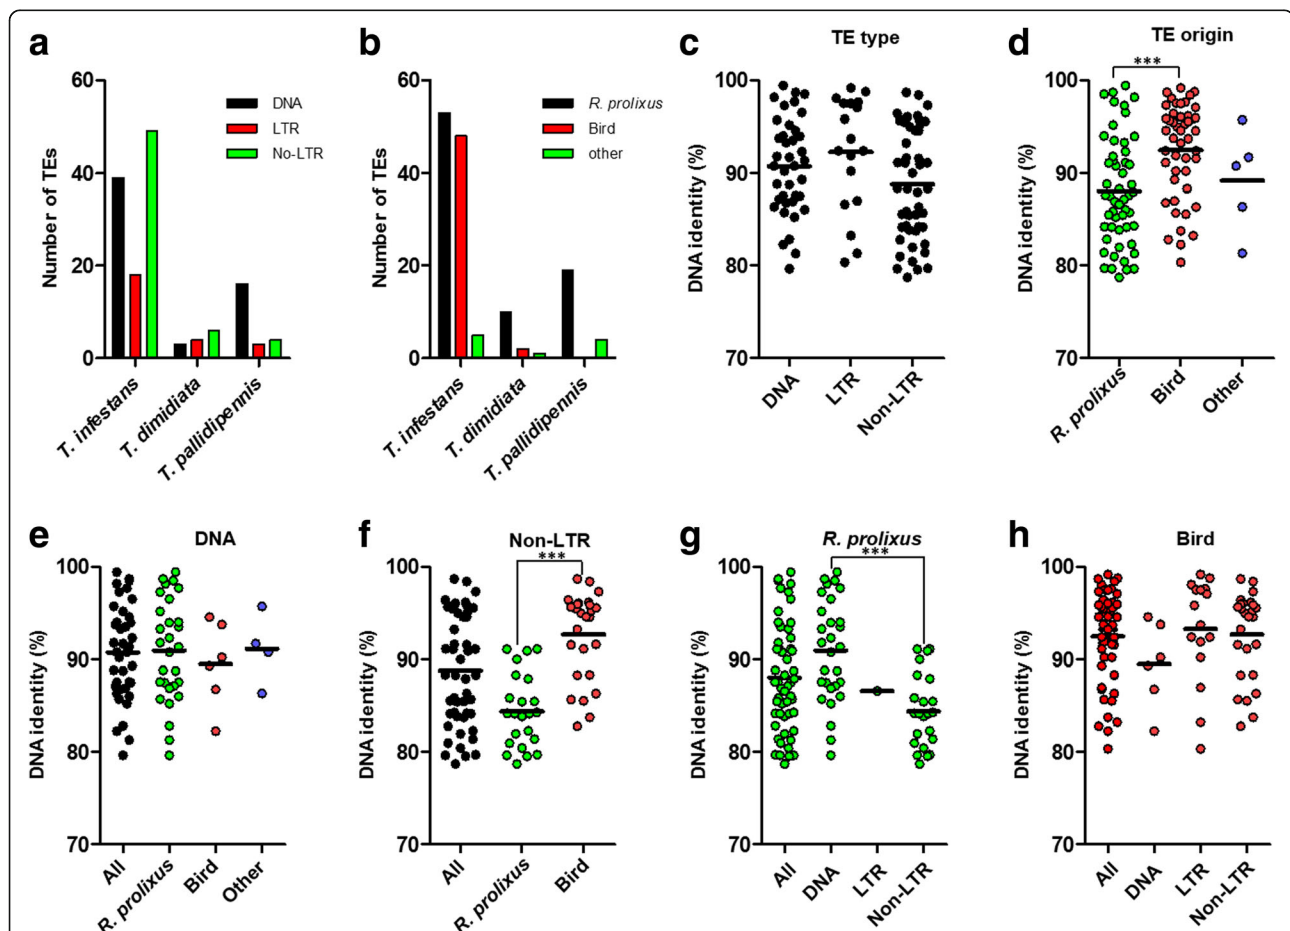 a
60
40
20
0
Number of TEs
DNA
LTR
No-LTR
T. infestans
T. dimidiata
T. pallidipennis
b
60
40
20
0
Number of TEs
R. prolixus
Bird
other
T. infestans
T. dimidiata
T. pallidipennis
c
TE type
100
90
80
70
DNA identity (%)
DNA
LTR
Non-LTR
d
TE origin
***
100
90
80
70
DNA identity (%)
R. prolixus
Bird
Other
e
DNA
100
90
80
70
DNA identity (%)
All
R. prolixus
Bird
Other
f
Non-LTR
***
100
90
80
70
DNA identity (%)
All
R. prolixus
Bird
g
R. prolixus
***
100
90
80
70
DNA identity (%)
All
DNA
LTR
Non-LTR
h
Bird
100
90
80
70
DNA identity (%)
All
DNA
LTR
Non-LTR